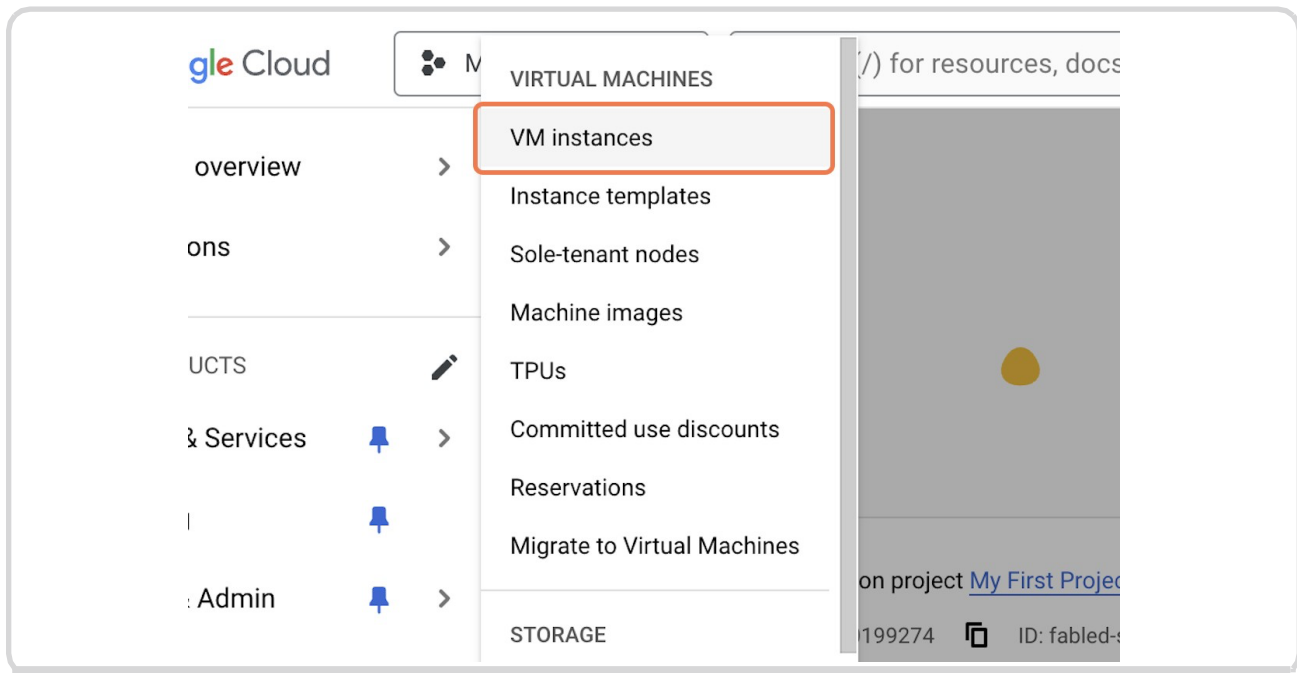 gle Cloud
M
(/) for resources, docs
VIRTUAL MACHINES
VM instances
Instance templates
Sole-tenant nodes
Machine images
TPUs
Committed use discounts
Reservations
Migrate to Virtual Machines
STORAGE
overview
ons
UCTS
& Services
Admin
on project My First Projec
199274 ID: fabled-s